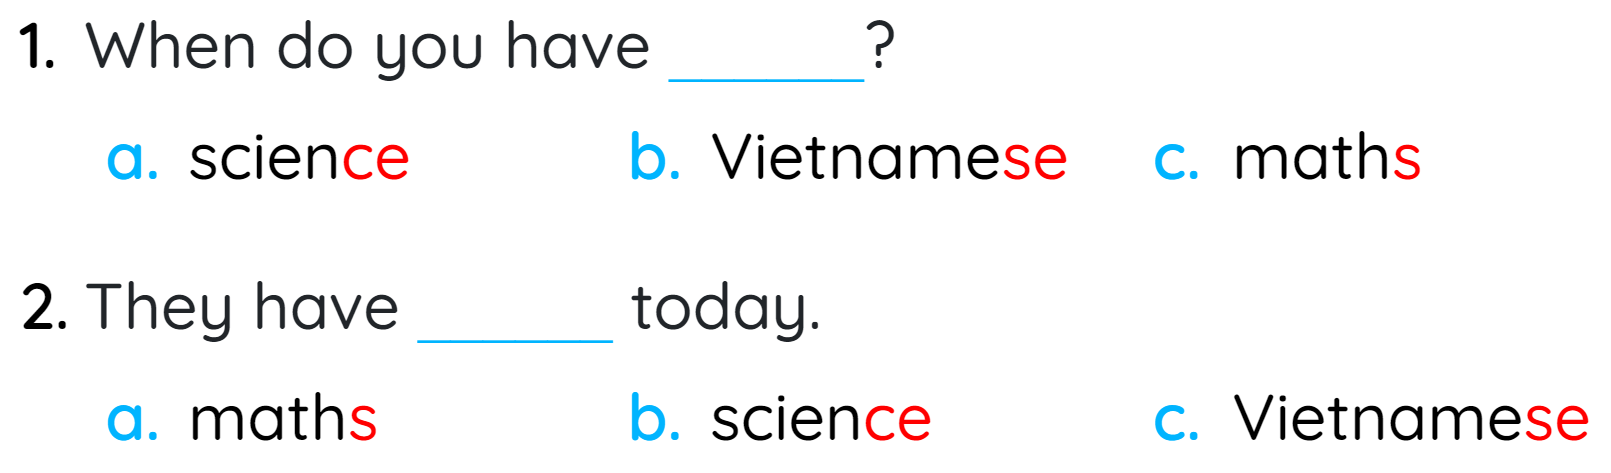 1. When do you have ______?
a. science b. Vietnamese c. maths
2. They have ______ today.
a. maths b. science c. Vietnamese